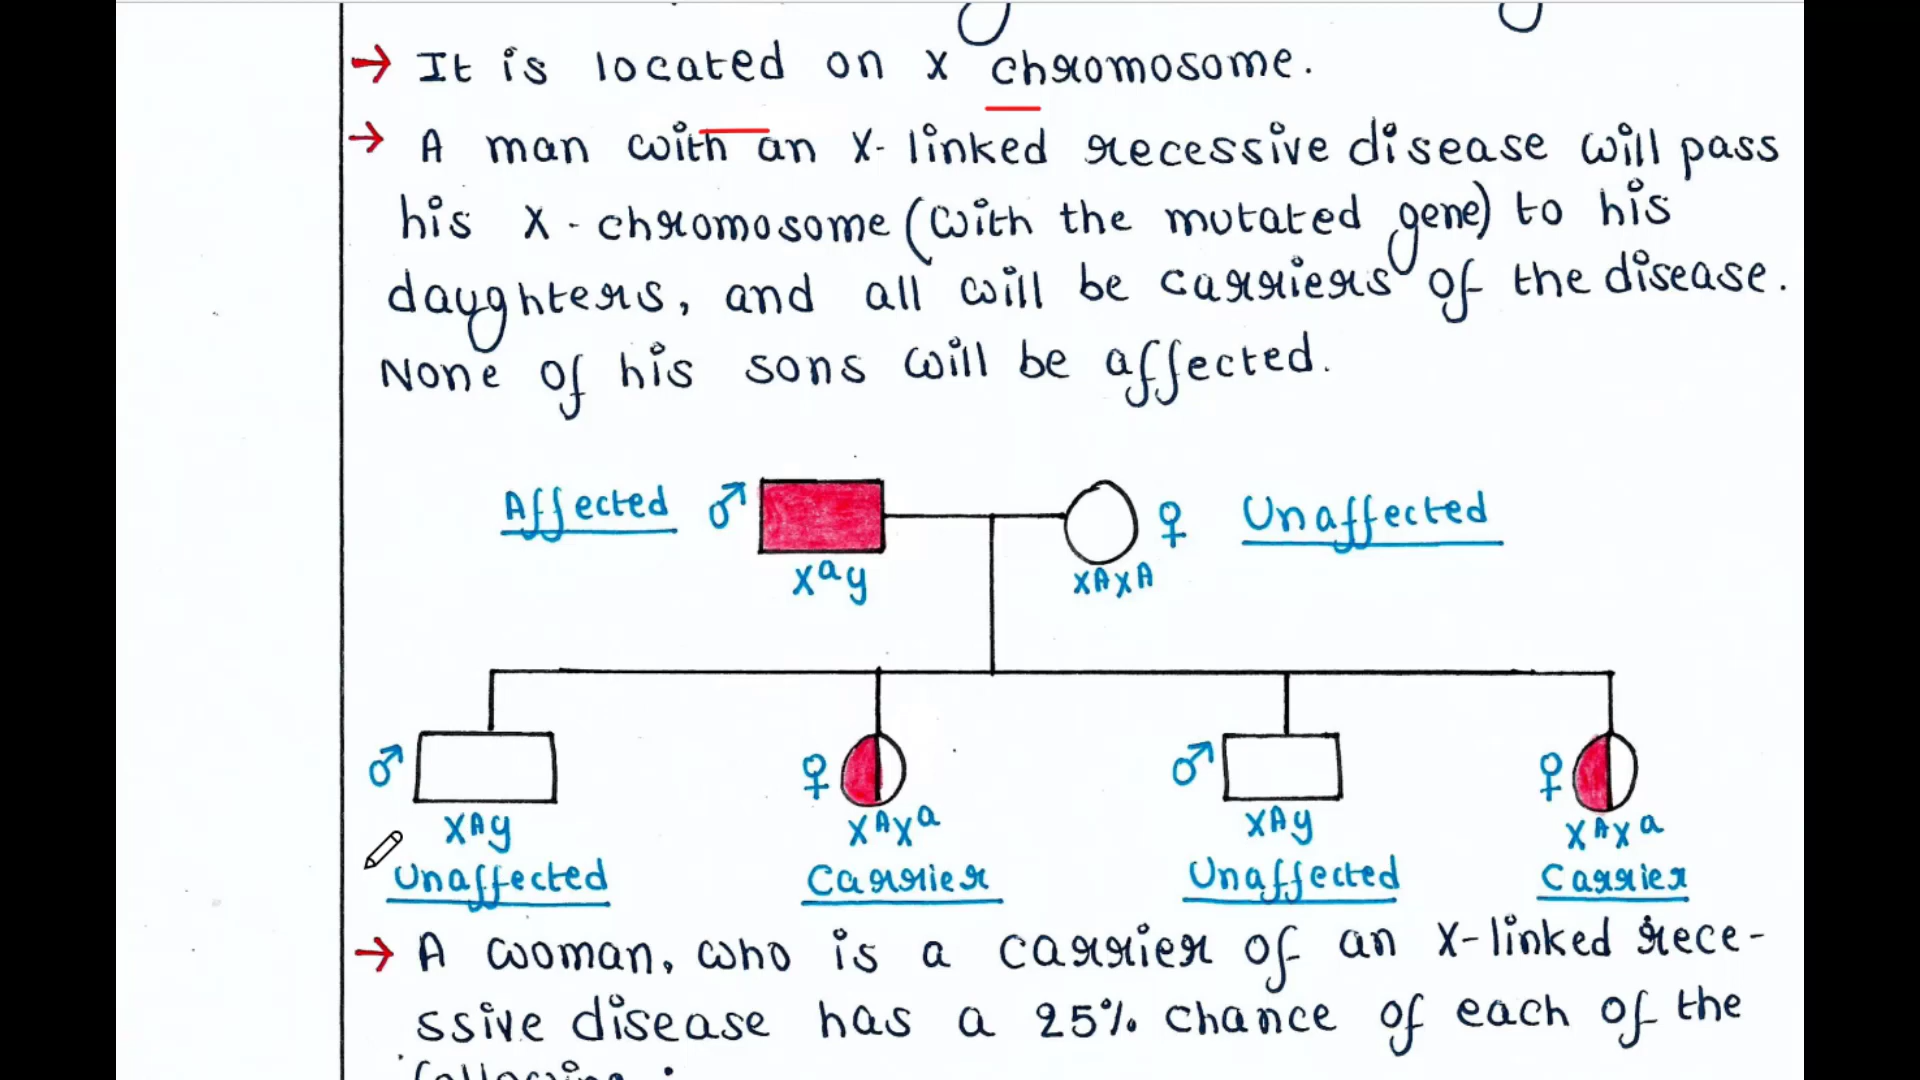 → It is located on X chromosome.
→ A man with an X-linked recessive disease will pass
his X-chromosome (with the mutated gene) to his
daughters, and all will be carriers of the disease.
None of his sons will be affected.
Affected ♂ ♀ Unaffected
Xᵃy XᴬXᴬ
♂ ♀ ♂ ♀
Xᴬy XᴬXᵃ Xᴬy XᴬXᵃ
Unaffected Carrier Unaffected Carrier
→ A woman, who is a carrier of an X-linked rece-
ssive disease has a 25% chance of each of the
following :